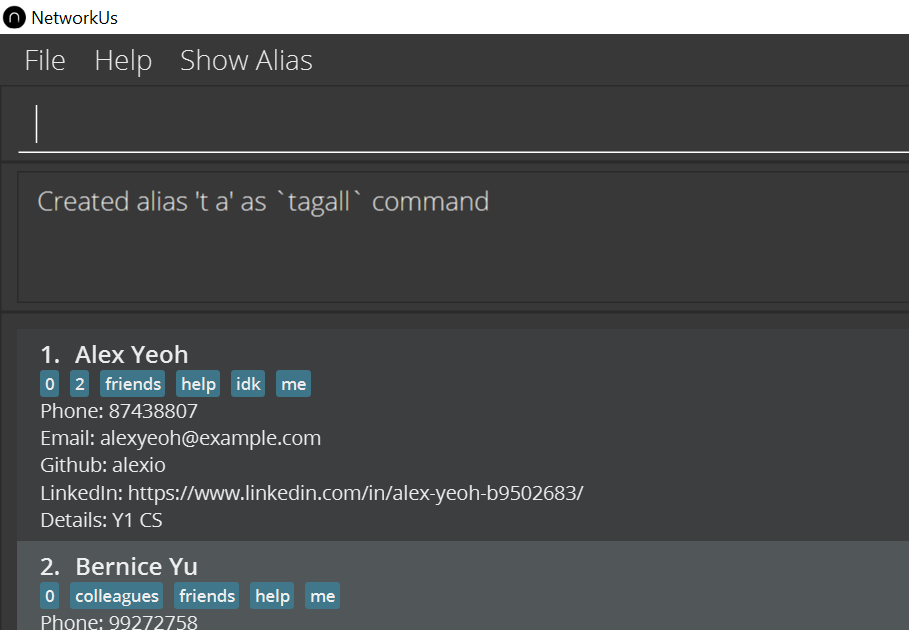 NetworkUs
File Help Show Alias
Created alias 't a' as `tagall` command
1. Alex Yeoh
0 2 friends help idk me
Phone: 87438807
Email: alexyeoh@example.com
Github: alexio
LinkedIn: https://www.linkedin.com/in/alex-yeoh-b9502683/
Details: Y1 CS
2. Bernice Yu
0 colleagues friends help me
Phone: 99272758